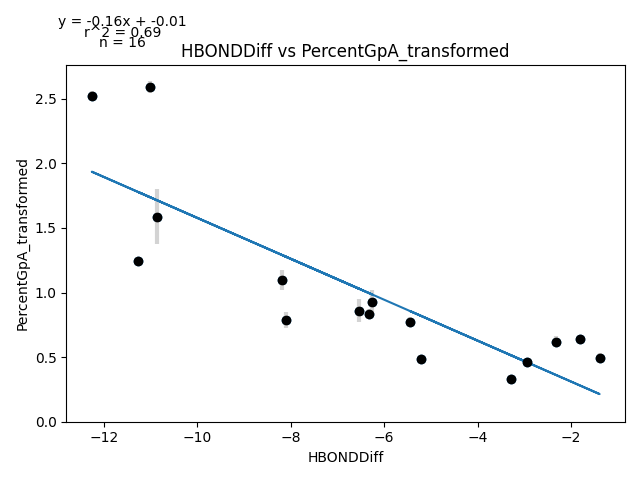 y = -0.16x + -0.01
r^2 = 0.69
n = 16
HBONDDiff vs PercentGpA_transformed
PercentGpA_transformed
2.5
2.0
1.5
1.0
0.5
0.0
−12
−10
−8
−6
−4
−2
HBONDDiff